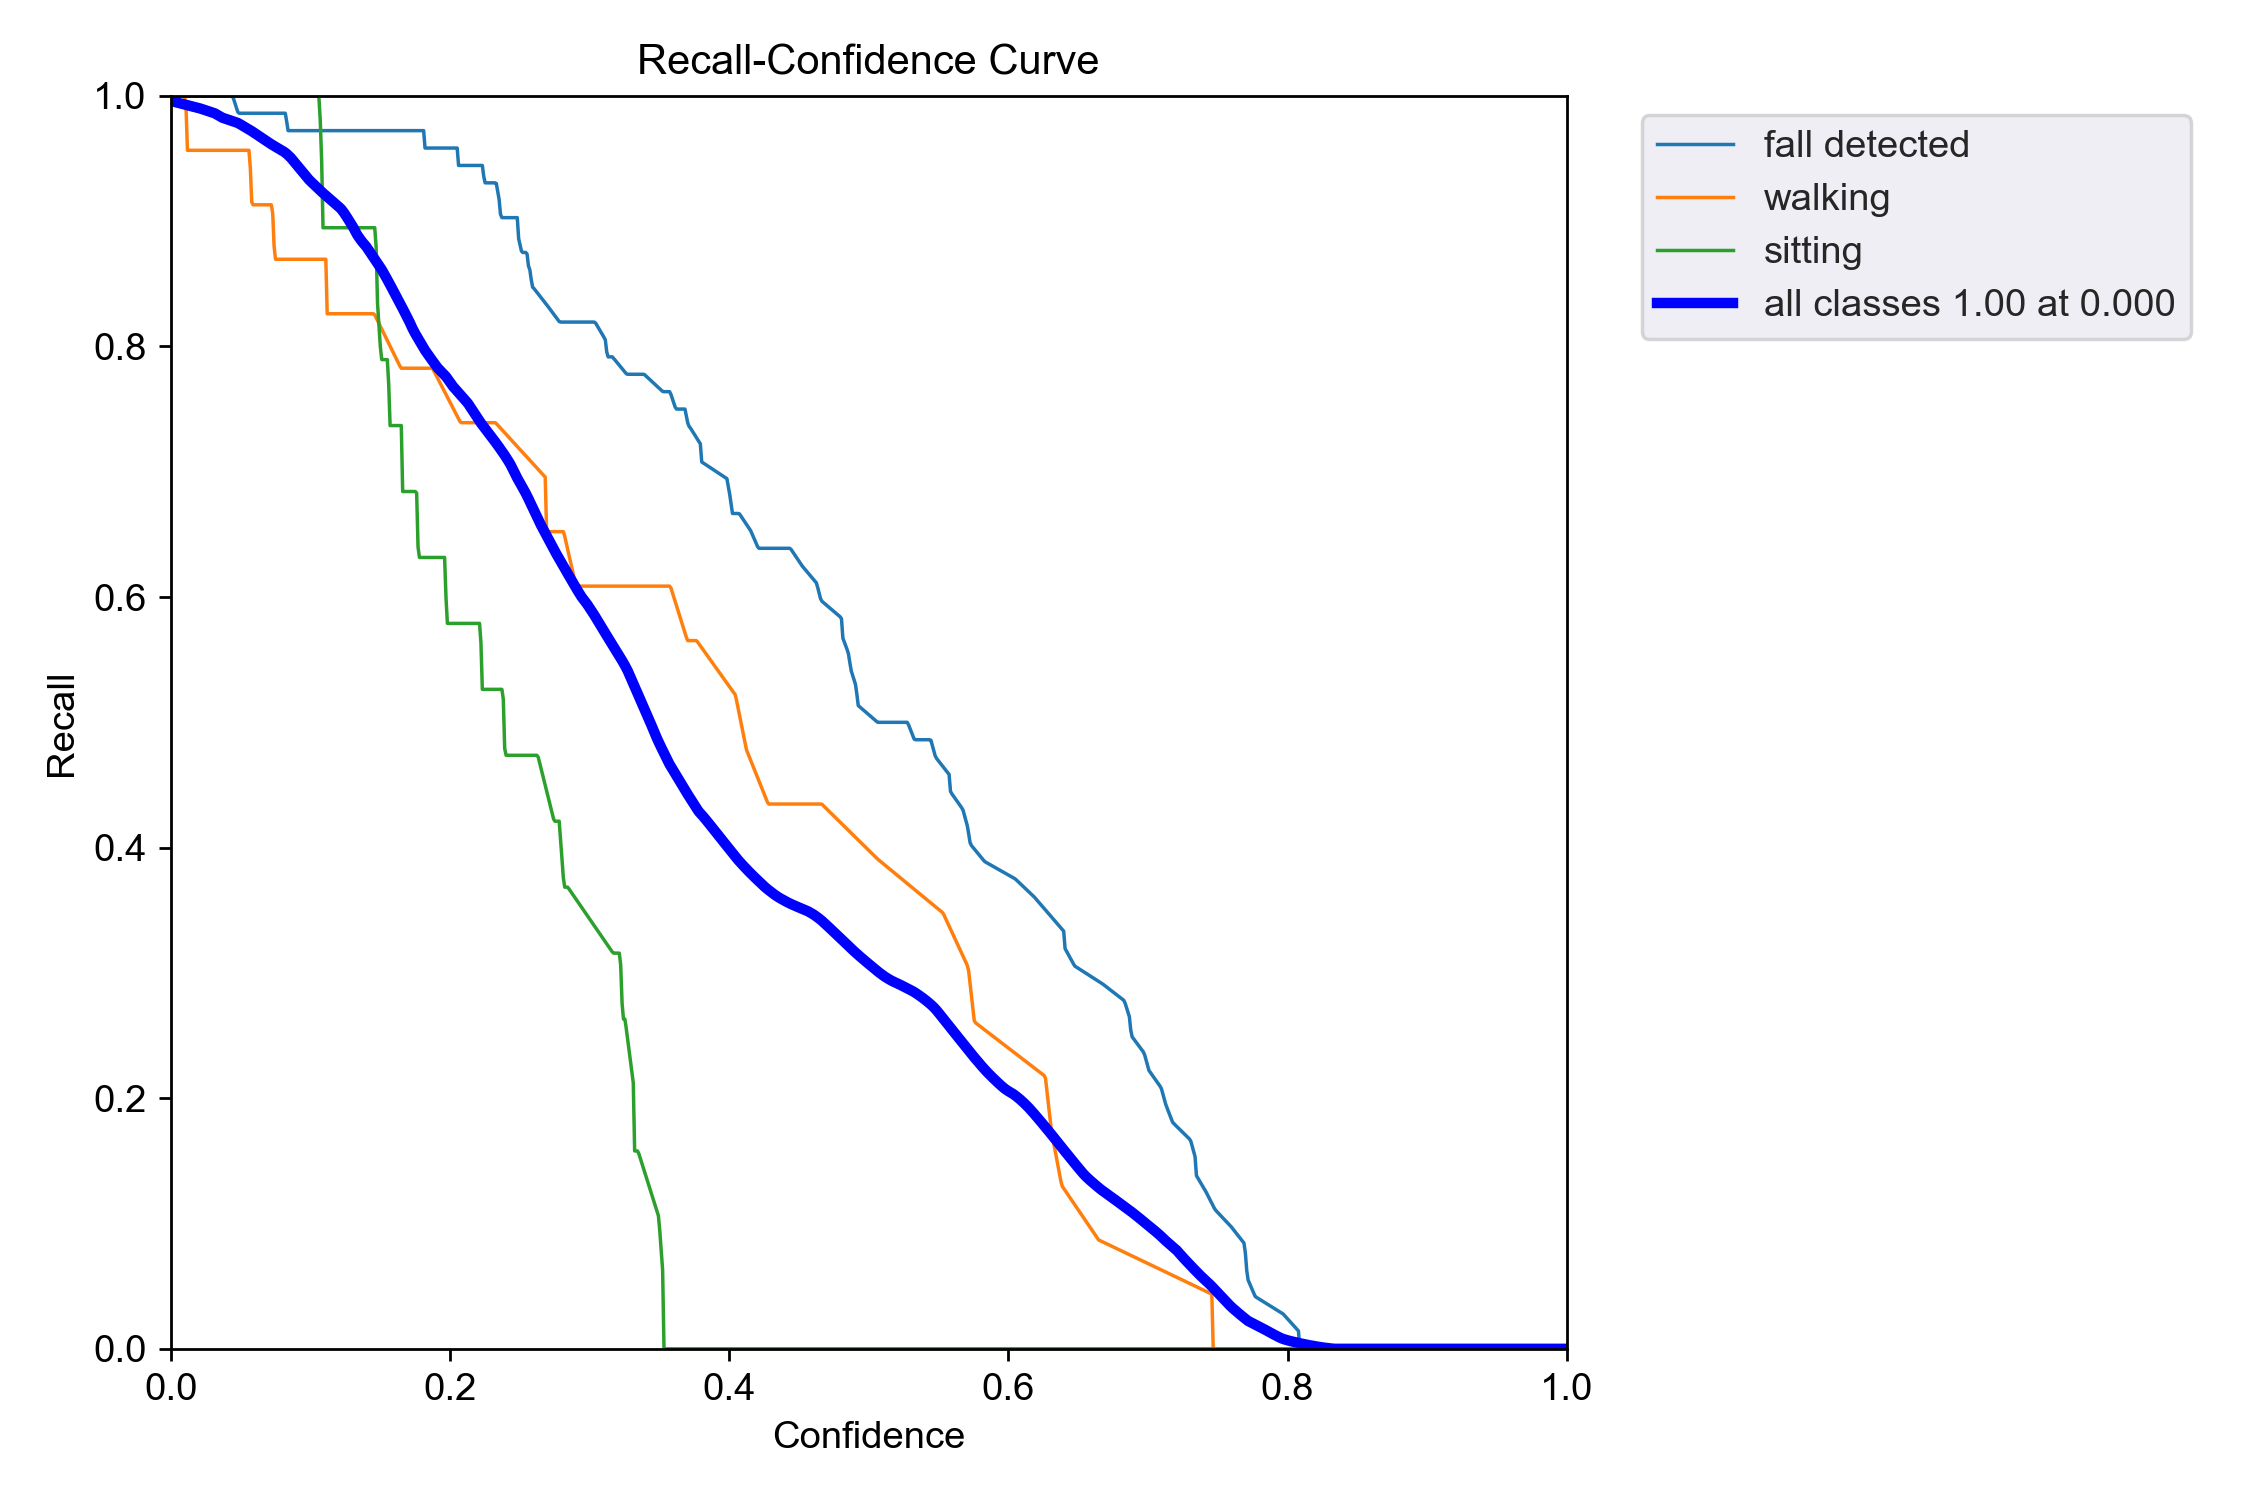 Recall-Confidence Curve
1.0
0.8
0.6
0.4
0.2
0.0
Recall
0.0 0.2 0.4 0.6 0.8 1.0
Confidence
fall detected
walking
sitting
all classes 1.00 at 0.000